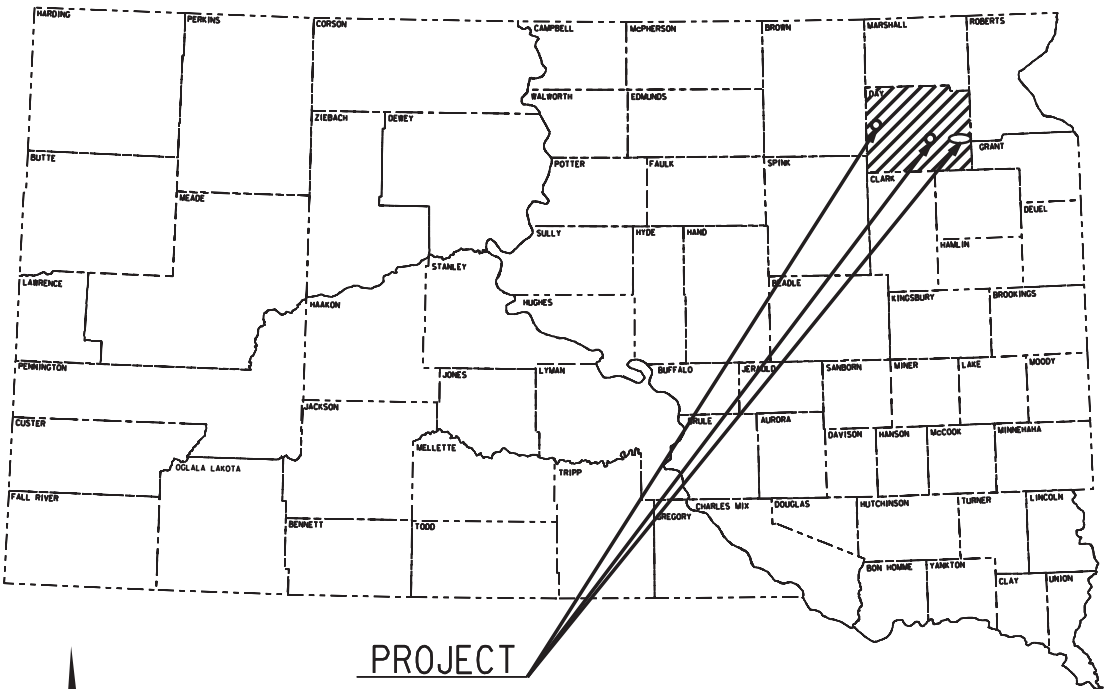 HARDING
PERKINS
CORSON
CAMPBELL
McPHERSON
BROWN
MARSHALL
ROBERTS
WALWORTH
EDMUNDS
DAY
ZIEBACH
DEWEY
GRANT
BUTTE
POTTER
FAULK
SPINK
CLARK
MEADE
DEUEL
SULLY
HYDE
HAND
HAMLIN
STANLEY
LAWRENCE
HAAKON
HUGHES
BEADLE
KINGSBURY
BROOKINGS
PENNINGTON
JONES
LYMAN
BUFFALO
JERAULD
SANBORN
MINER
LAKE
MOODY
CUSTER
JACKSON
BRULE
AURORA
DAVISON
HANSON
McCOOK
MINNEHAHA
MELLETTE
OGLALA LAKOTA
TRIPP
FALL RIVER
BENNETT
TODD
GREGORY
CHARLES MIX
DOUGLAS
HUTCHINSON
TURNER
LINCOLN
BON HOMME
YANKTON
CLAY
UNION
PROJECT